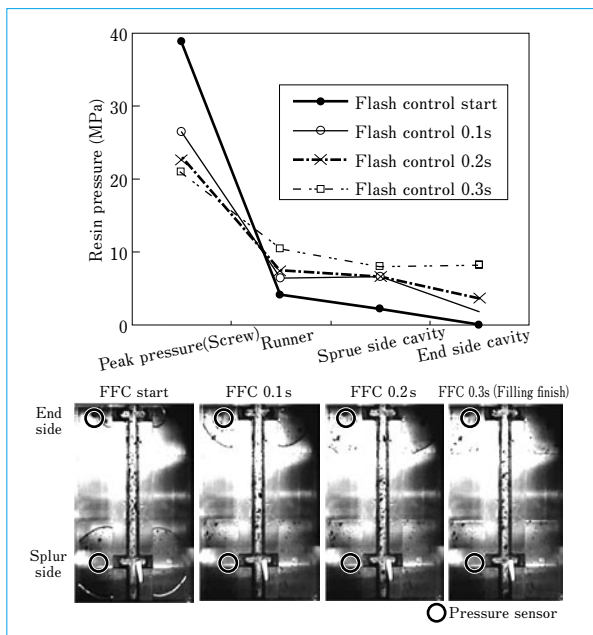 40
30
20
10
0
Resin pressure (MPa)
Flash control start
Flash control 0.1s
Flash control 0.2s
Flash control 0.3s
Peak pressure(Screw)
Runner
Sprue side cavity
End side cavity
FFC start
FFC 0.1s
FFC 0.2s
FFC 0.3s (Filling finish)
End
side
Splur
side
Pressure sensor